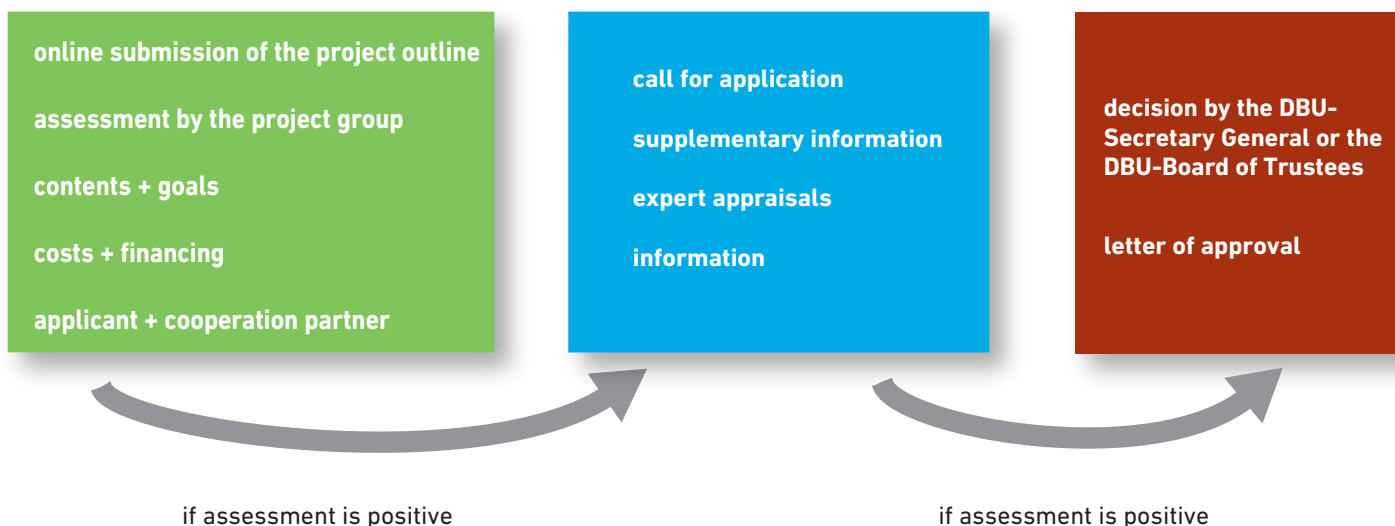 online submission of the project outline
assessment by the project group
contents + goals
costs + financing
applicant + cooperation partner
call for application
supplementary information
expert appraisals
information
decision by the DBU-
Secretary General or the
DBU-Board of Trustees
letter of approval
if assessment is positive
if assessment is positive